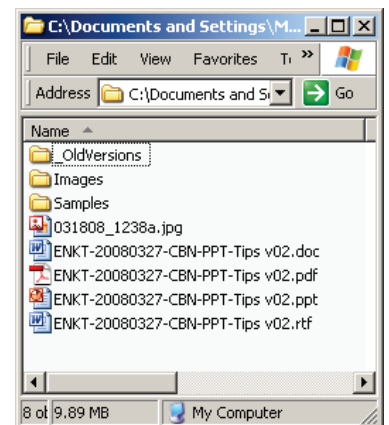 C:\Documents and Settings\M...
File Edit View Favorites »
Address C:\Documents and Go
Name
_OldVersions
Images
Samples
031808_1238a.jpg
ENKT-20080327-CBN-PPT-Tips v02.doc
ENKT-20080327-CBN-PPT-Tips v02.pdf
ENKT-20080327-CBN-PPT-Tips v02.ppt
ENKT-20080327-CBN-PPT-Tips v02.rtf
8 9.89 MB My Computer